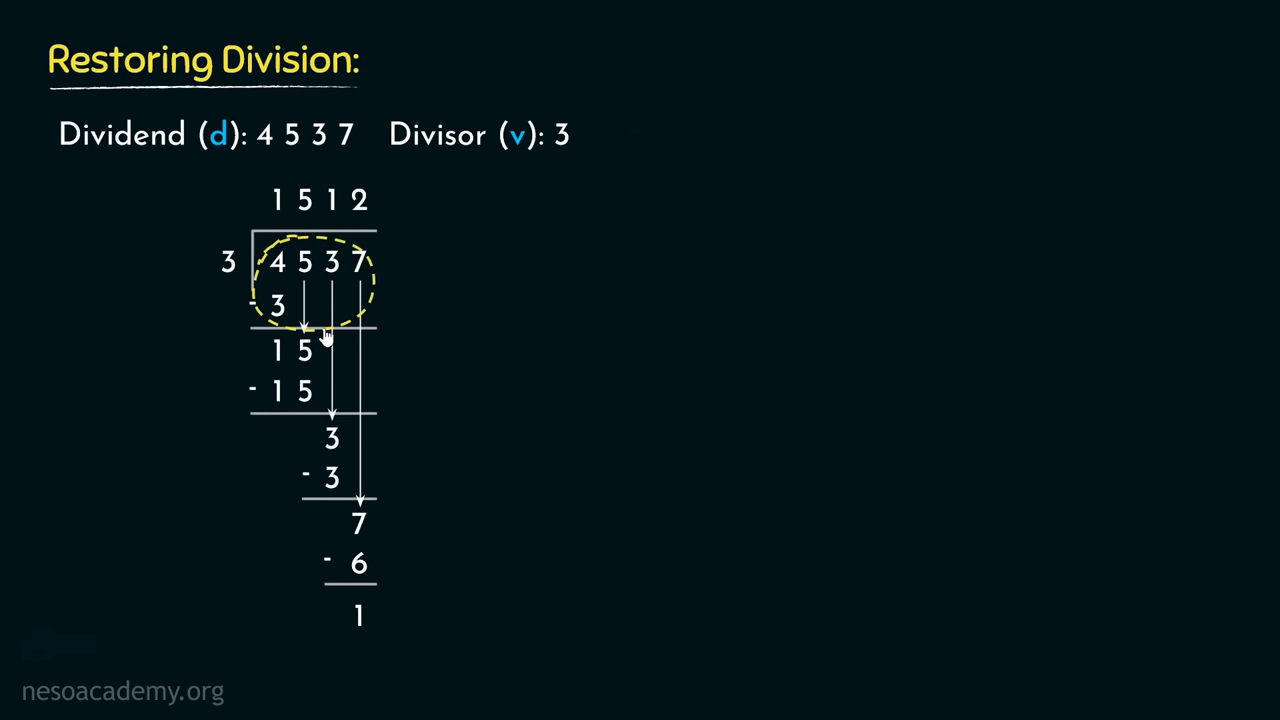 Restoring Division:
Dividend (d): 4 5 3 7 Divisor (v): 3
1 5 1 2
3 4 5 3 7
- 3
1 5
- 1 5
3
- 3
7
- 6
1
nesoacademy.org